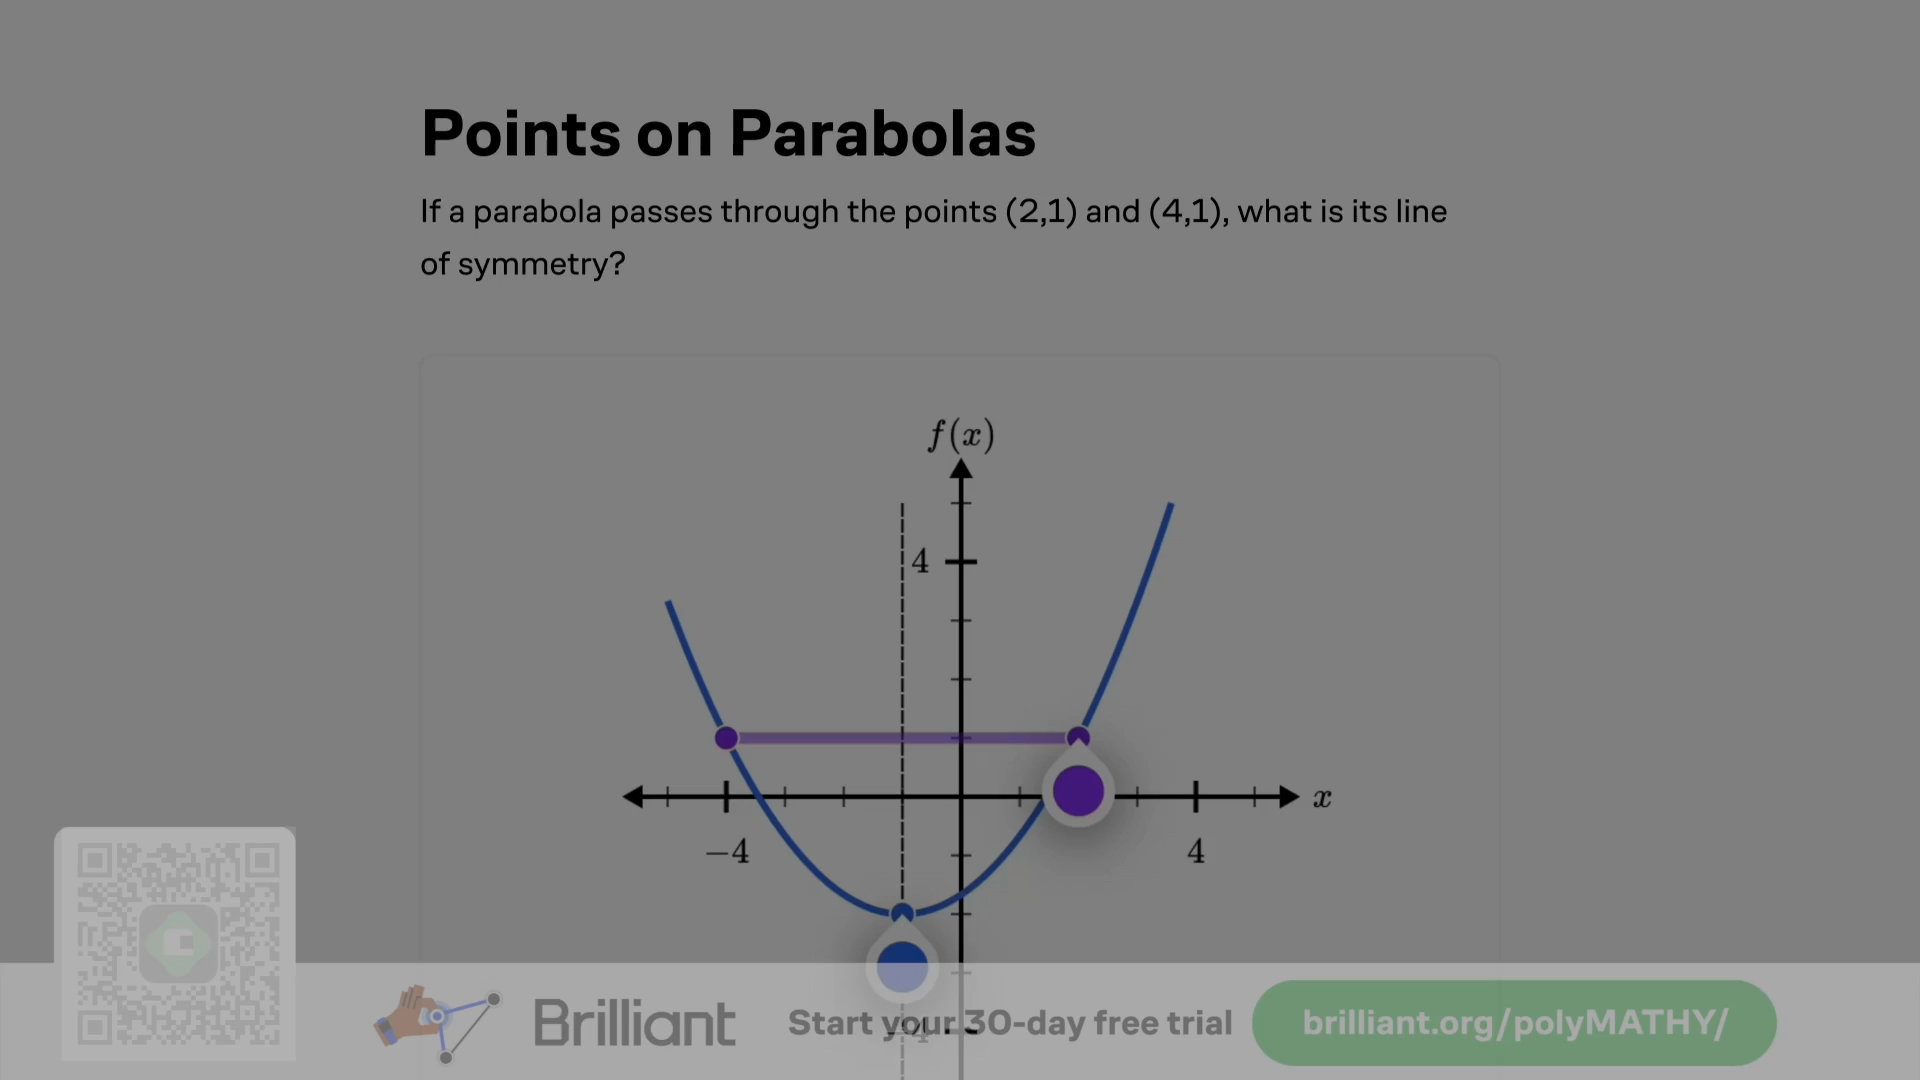 Points on Parabolas
If a parabola passes through the points (2,1) and (4,1), what is its line
of symmetry?
f(x)
4
x
−4
4
Brilliant
Start your 30-day free trial
brilliant.org/polyMATHY/